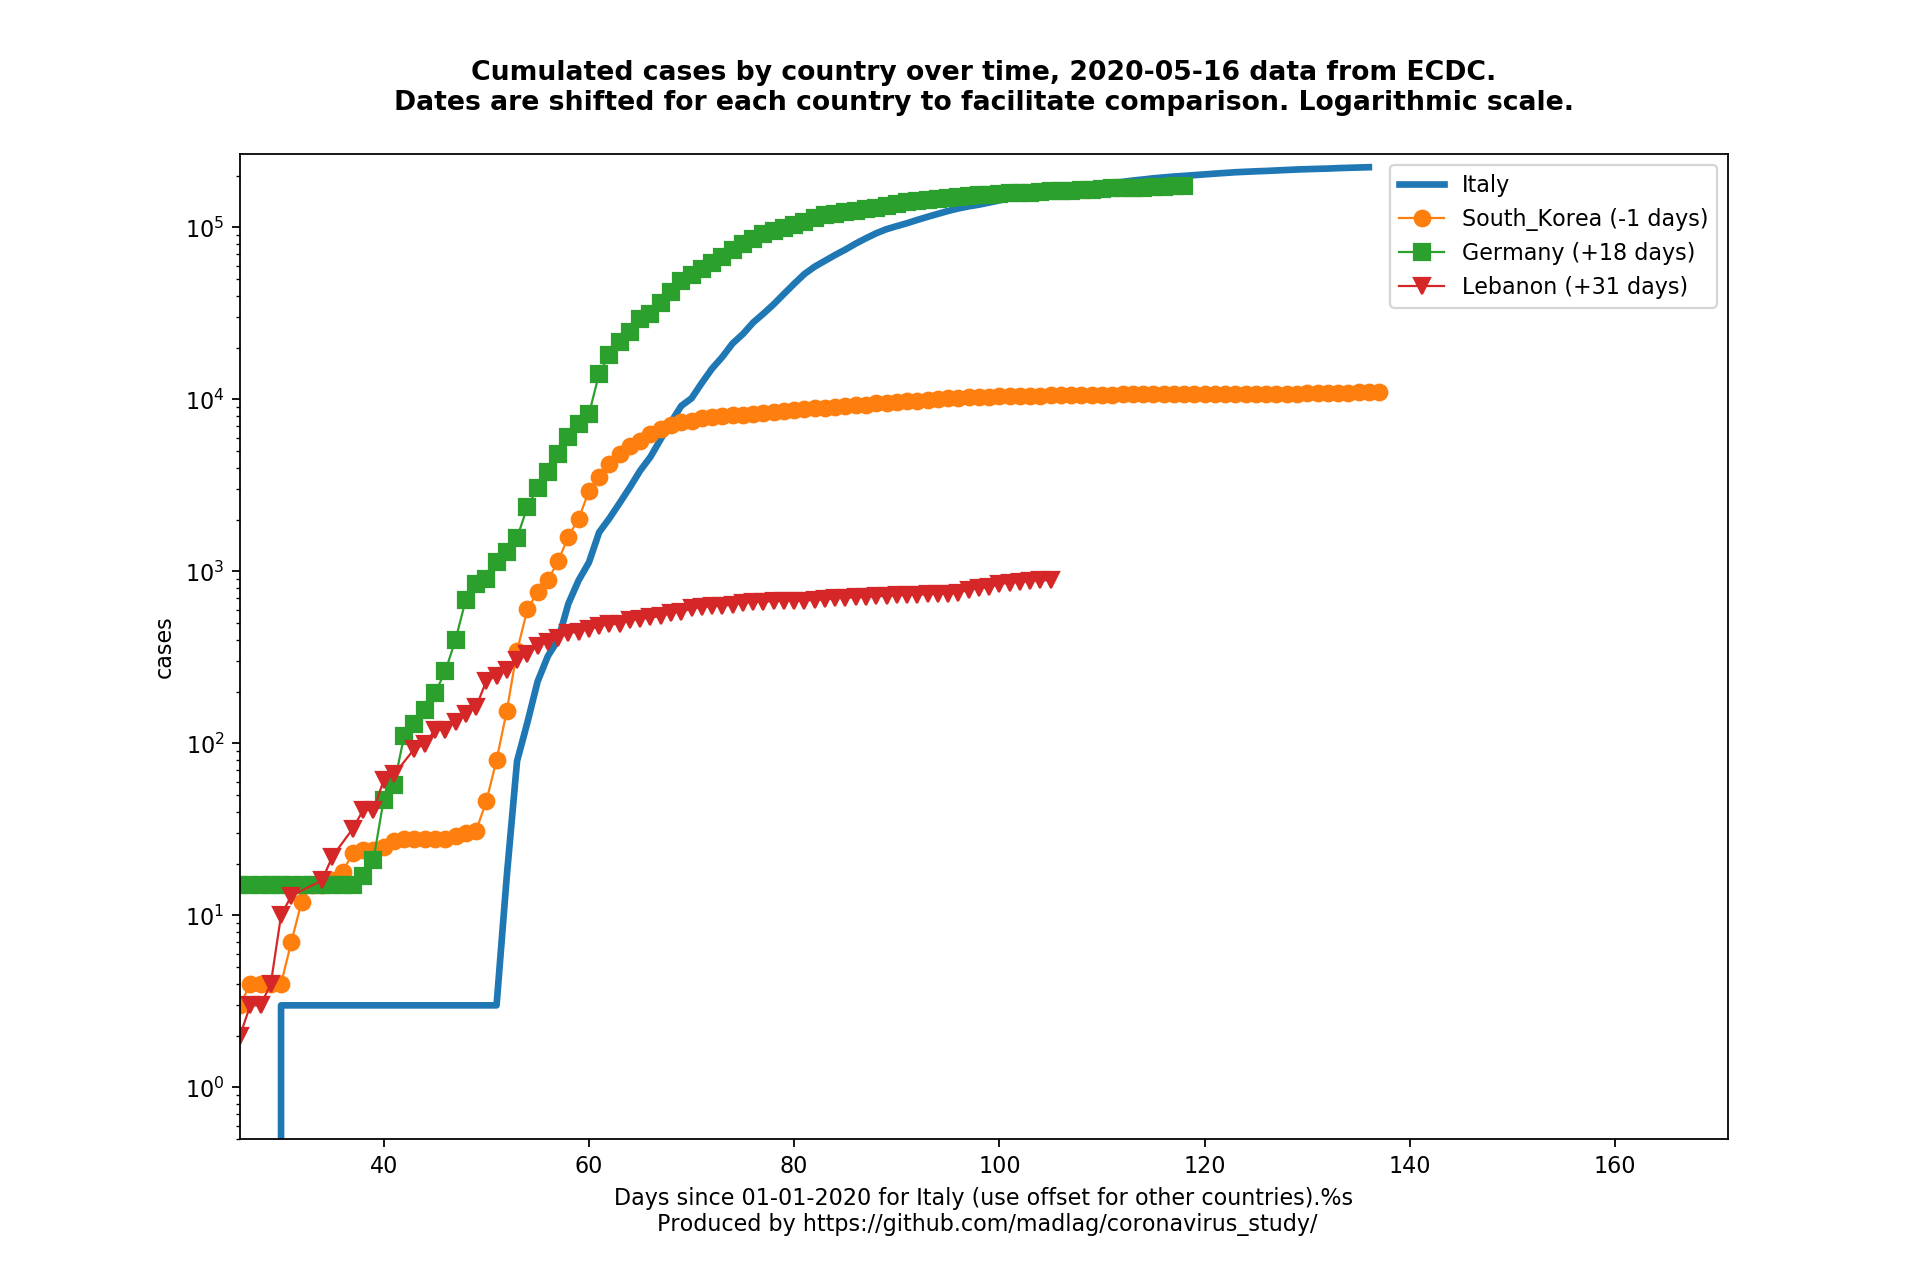 Cumulated cases by country over time, 2020-05-16 data from ECDC.
Dates are shifted for each country to facilitate comparison. Logarithmic scale.
Italy
South_Korea (-1 days)
Germany (+18 days)
Lebanon (+31 days)
cases
10^5
10^4
10^3
10^2
10^1
10^0
40 60 80 100 120 140 160
Days since 01-01-2020 for Italy (use offset for other countries).%s
Produced by https://github.com/madlag/coronavirus_study/